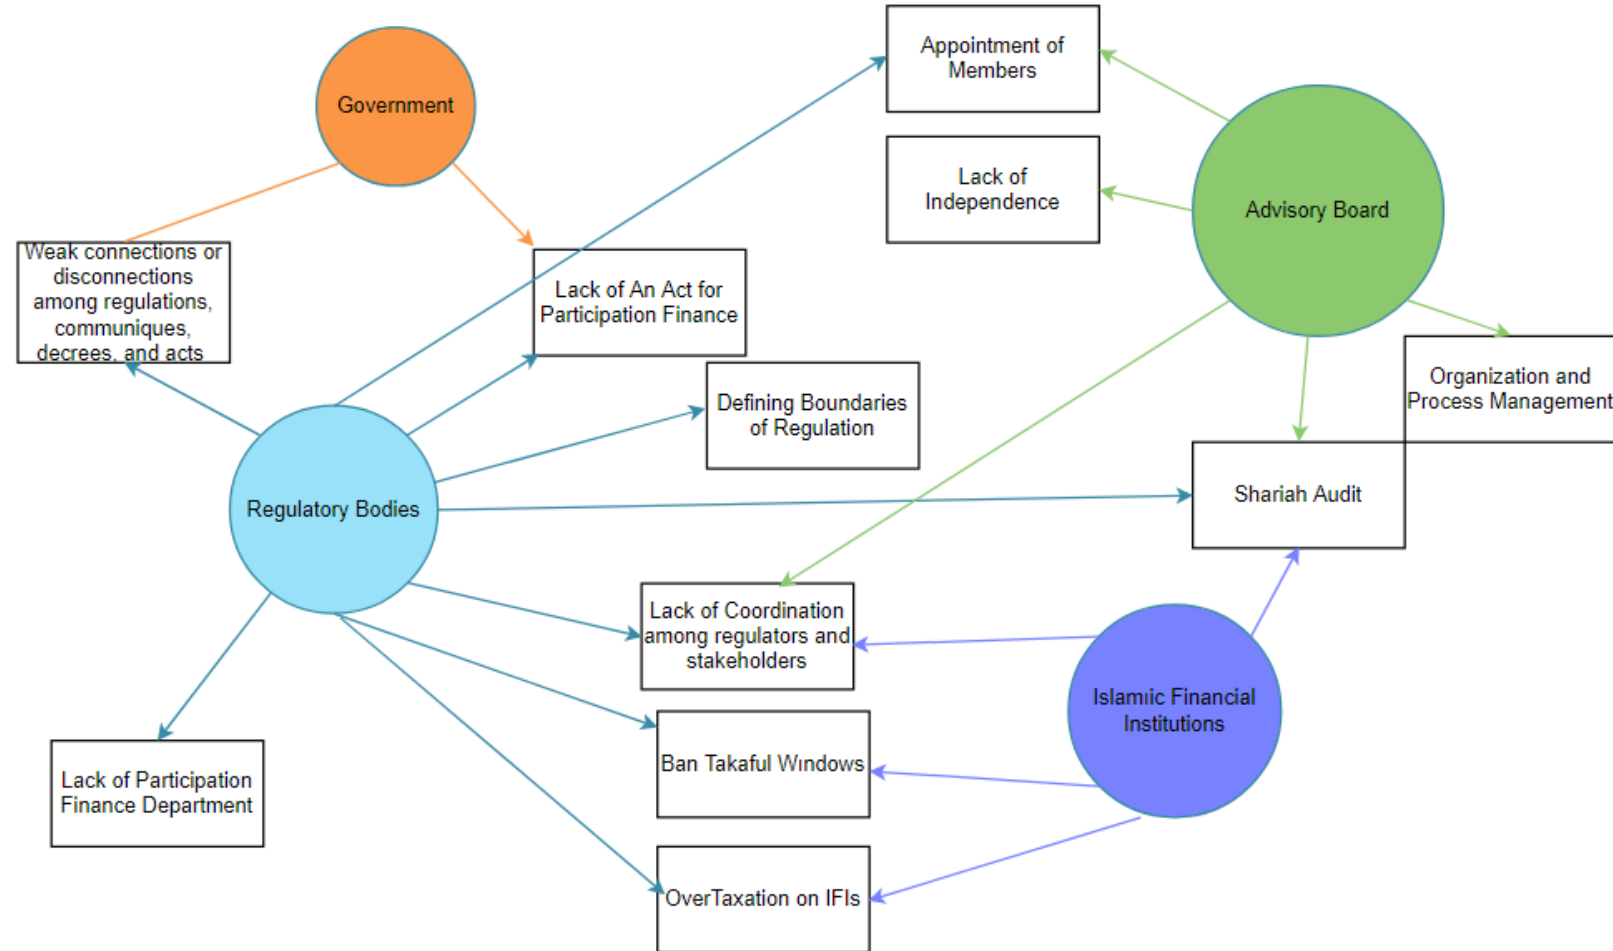 Government
Appointment of
Members
Lack of
Independence
Advisory Board
Weak connections or
disconnections
among regulations,
communiques,
decrees, and acts
Lack of An Act for
Participation Finance
Defining Boundaries
of Regulation
Organization and
Process Management
Regulatory Bodies
Shariah Audit
Lack of Coordination
among regulators and
stakeholders
Islamıic Financial
Institutions
Ban Takaful Wındows
Lack of Participation
Finance Department
OverTaxation on IFIs